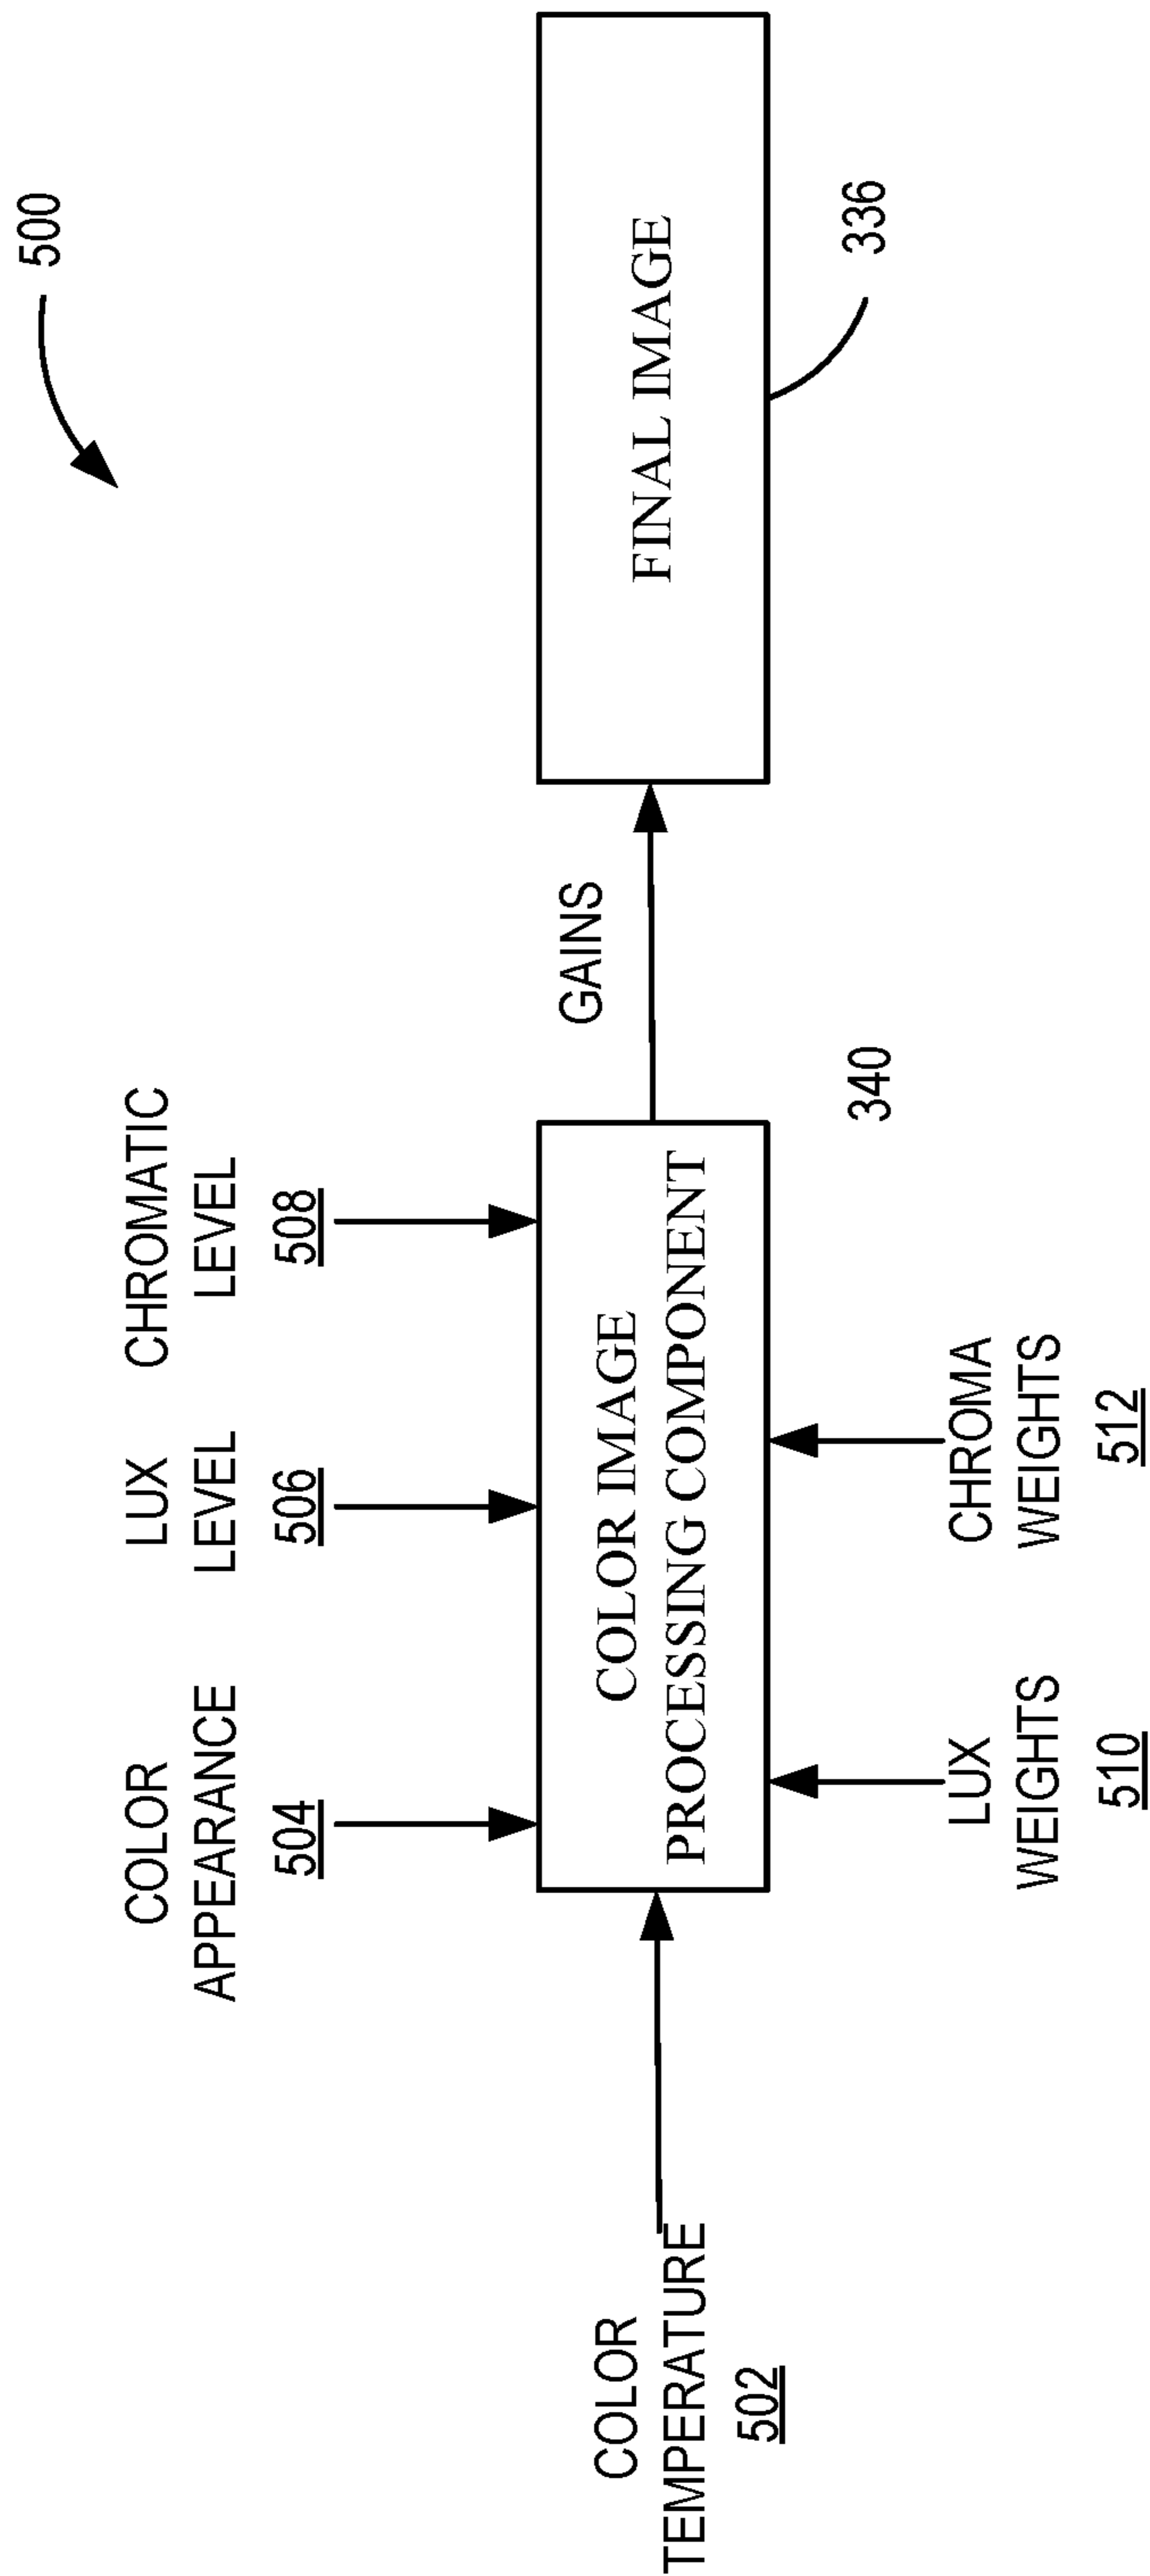 500
COLOR
APPEARANCE
504
LUX
LEVEL
506
CHROMATIC
LEVEL
508
COLOR
TEMPERATURE
502
COLOR IMAGE
PROCESSING COMPONENT
340
GAINS
FINAL IMAGE
336
LUX
WEIGHTS
510
CHROMA
WEIGHTS
512